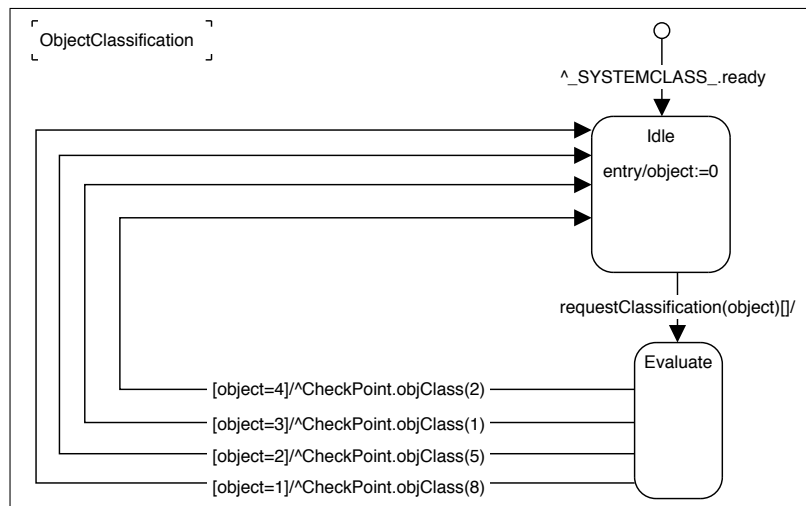 ObjectClassification
^_SYSTEMCLASS_.ready
Idle
entry/object:=0
requestClassification(object)[]/
Evaluate
[object=4]/^CheckPoint.objClass(2)
[object=3]/^CheckPoint.objClass(1)
[object=2]/^CheckPoint.objClass(5)
[object=1]/^CheckPoint.objClass(8)